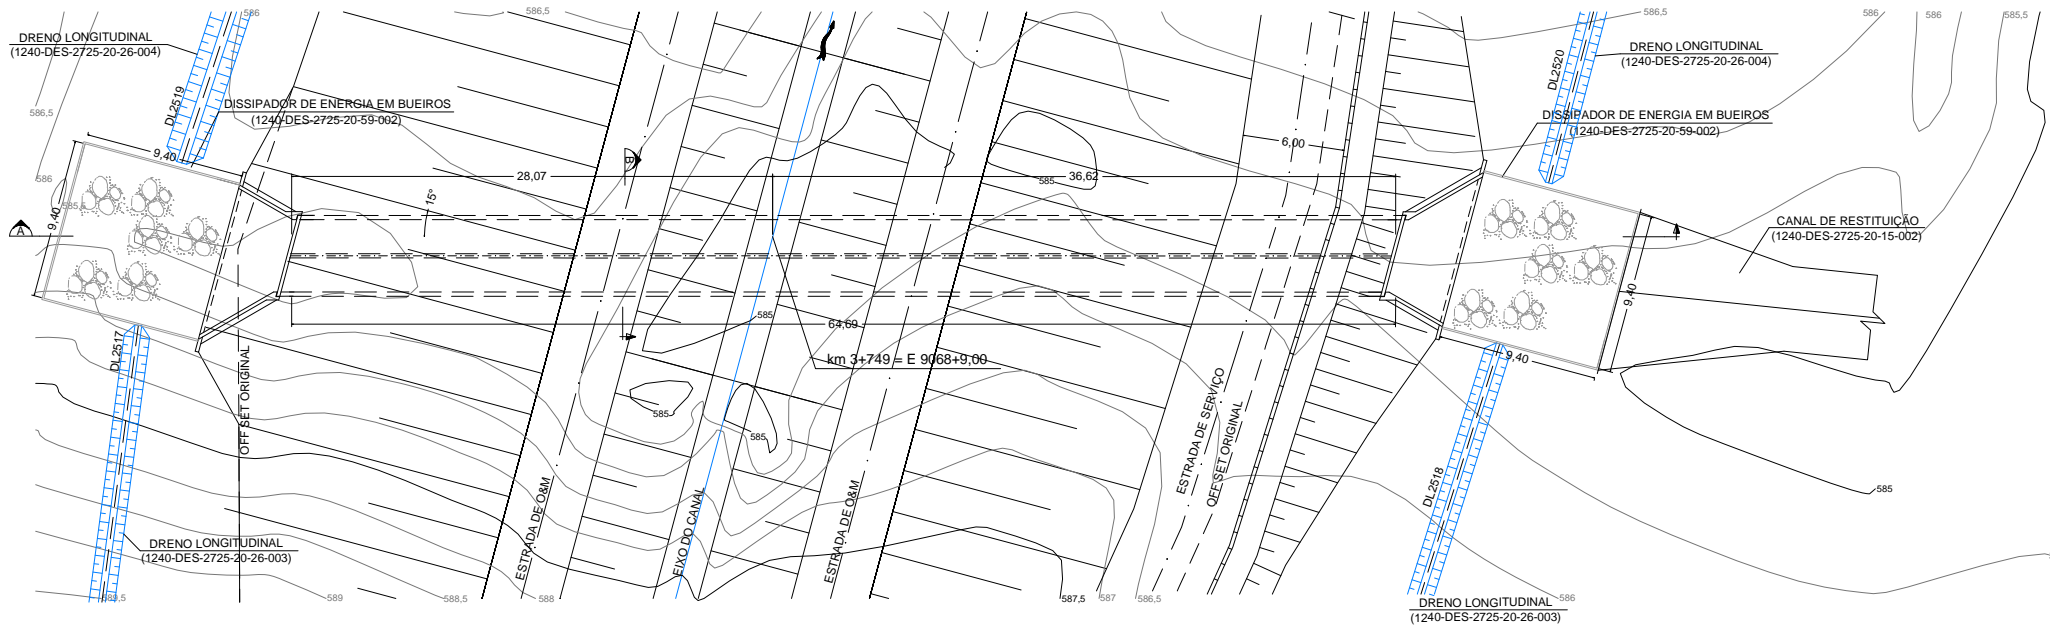 586
586,5
586,5
586
586
585,5
DRENO LONGITUDINAL
(1240-DES-2725-20-26-004)
DL2519
DISSIPADOR DE ENERGIA EM BUEIROS
(1240-DES-2725-20-59-002)
DL2520
DRENO LONGITUDINAL
(1240-DES-2725-20-26-004)
DISSIPADOR DE ENERGIA EM BUEIROS
(1240-DES-2725-20-59-002)
586,5
586
585,5
9,40
9,40
A
28,07
15°
B
585
36,62
6,00
CANAL DE RESTITUIÇÃO
(1240-DES-2725-20-15-002)
9,40
9,40
64,69
585
km 3+749 = E 9068+9,00
585
585
DL2517
OFF SET ORIGINAL
ESTRADA DE O&M
EIXO DO CANAL
ESTRADA DE O&M
ESTRADA DE SERVIÇO
OFF SET ORIGINAL
DL2518
585
DRENO LONGITUDINAL
(1240-DES-2725-20-26-003)
589,5
589
588,5
588
587,5
587
586,5
586
DRENO LONGITUDINAL
(1240-DES-2725-20-26-003)